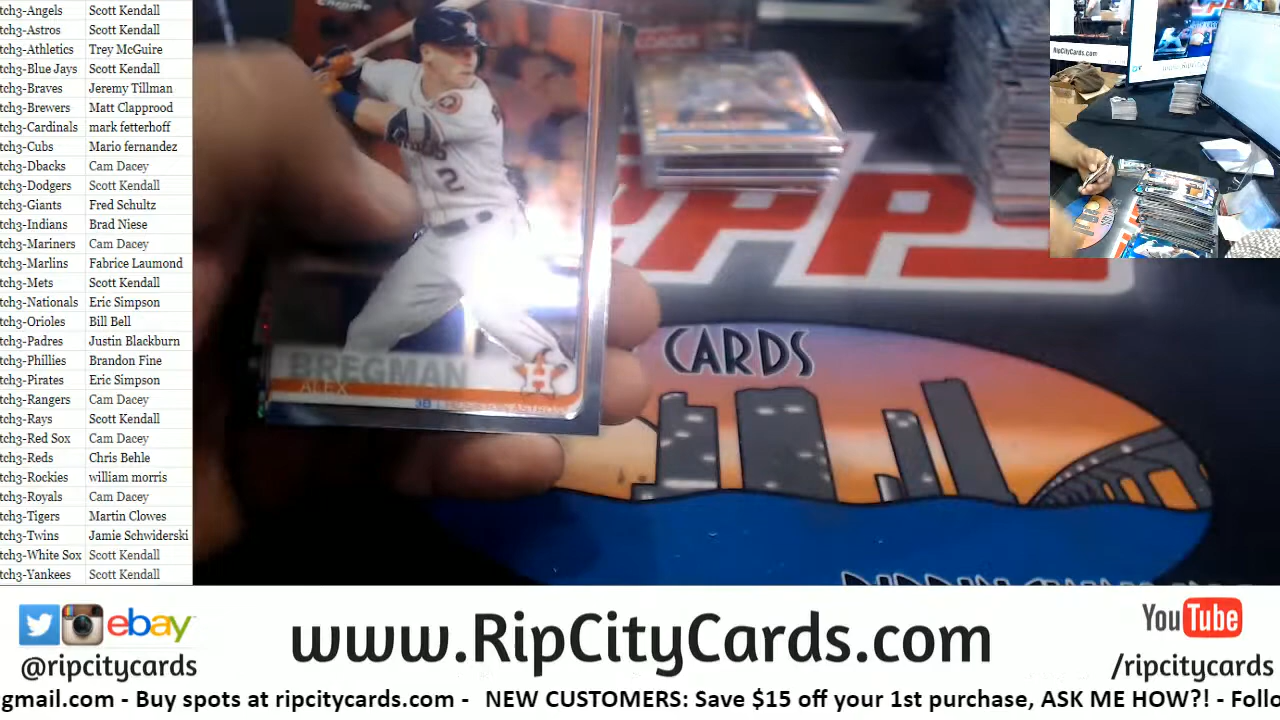 tch3-Angels Scott Kendall
tch3-Astros Scott Kendall
tch3-Athletics Trey McGuire
tch3-Blue Jays Scott Kendall
tch3-Braves Jeremy Tillman
tch3-Brewers Matt Clapprood
tch3-Cardinals mark fetterhoff
tch3-Cubs Mario fernandez
tch3-Dbacks Cam Dacey
tch3-Dodgers Scott Kendall
tch3-Giants Fred Schultz
tch3-Indians Brad Niese
tch3-Mariners Cam Dacey
tch3-Marlins Fabrice Laumond
tch3-Mets Scott Kendall
tch3-Nationals Eric Simpson
tch3-Orioles Bill Bell
tch3-Padres Justin Blackburn
tch3-Phillies Brandon Fine
tch3-Pirates Eric Simpson
tch3-Rangers Cam Dacey
tch3-Rays Scott Kendall
tch3-Red Sox Cam Dacey
tch3-Reds Chris Behle
tch3-Rockies william morris
tch3-Royals Cam Dacey
tch3-Tigers Martin Clowes
tch3-Twins Jamie Schwiderski
tch3-White Sox Scott Kendall
tch3-Yankees Scott Kendall
Chrome
2
BREGMAN
ALEX
3B
H
CARDS
RipCityCards.com
ebay
@ripcitycards
www.RipCityCards.com
YouTube
/ripcitycards
gmail.com - Buy spots at ripcitycards.com - NEW CUSTOMERS: Save $15 off your 1st purchase, ASK ME HOW?! - Follo